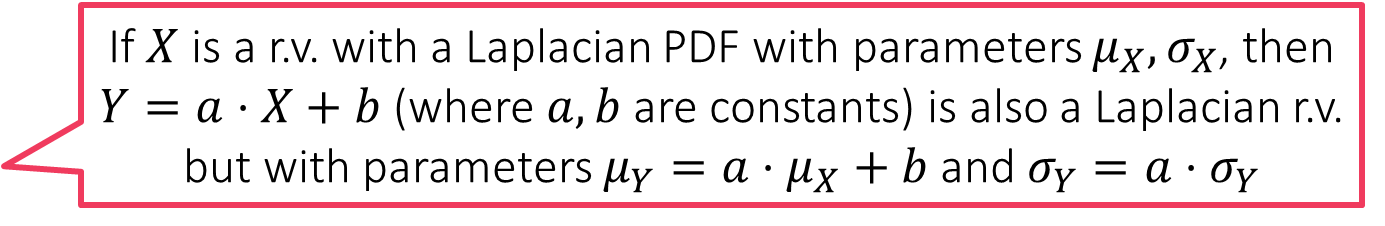 If X is a r.v. with a Laplacian PDF with parameters μ_X, σ_X, then
Y = a · X + b (where a, b are constants) is also a Laplacian r.v.
but with parameters μ_Y = a · μ_X + b and σ_Y = a · σ_Y